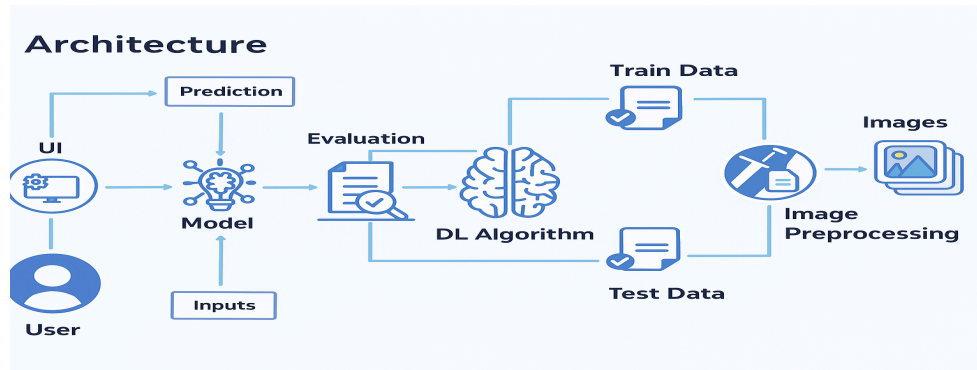 Architecture
Prediction
UI
Model
Inputs
User
Evaluation
DL Algorithm
Train Data
Test Data
Image
Preprocessing
Images